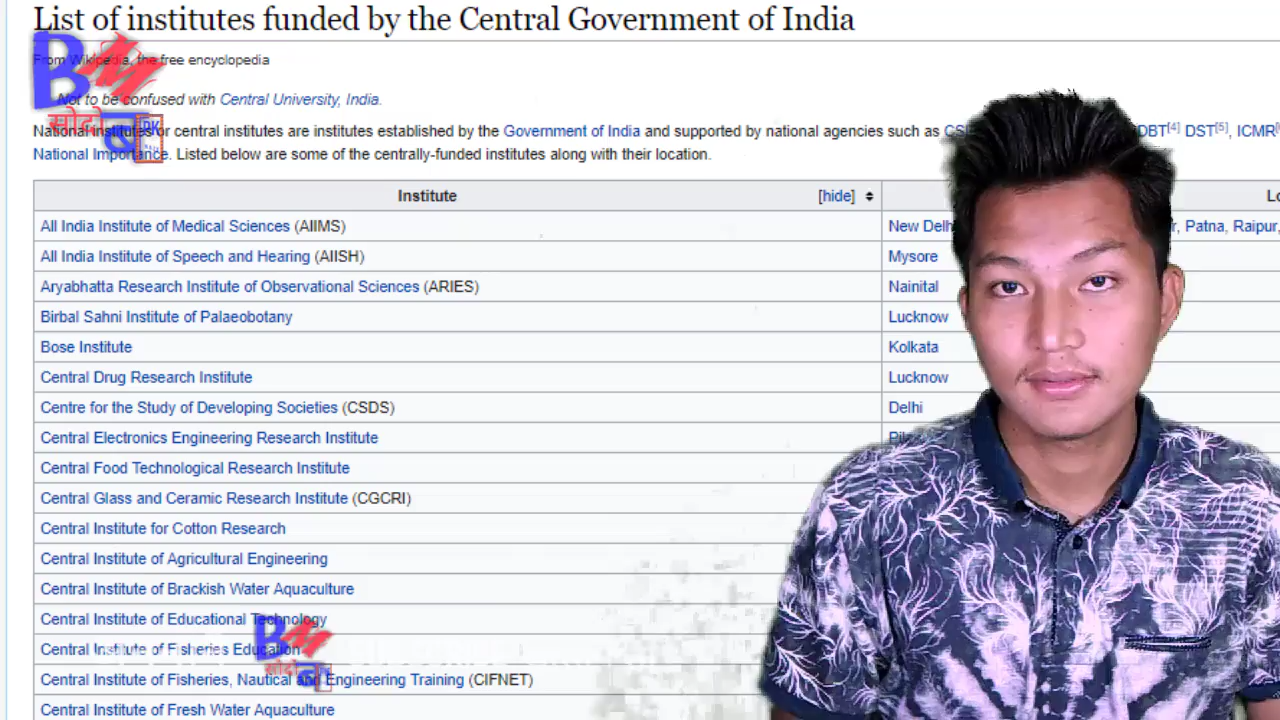 List of institutes funded by the Central Government of India
From Wikipedia, the free encyclopedia
Not to be confused with Central University, India.
National institutes or central institutes are institutes established by the Government of India and supported by national agencies such as DBT[4] DST[5], ICMR
National Importance. Listed below are some of the centrally-funded institutes along with their location.
Institute [hide]
All India Institute of Medical Sciences (AIIMS) New Delh Patna, Raipur,
All India Institute of Speech and Hearing (AIISH) Mysore
Aryabhatta Research Institute of Observational Sciences (ARIES) Nainital
Birbal Sahni Institute of Palaeobotany Lucknow
Bose Institute Kolkata
Central Drug Research Institute Lucknow
Centre for the Study of Developing Societies (CSDS) Delhi
Central Electronics Engineering Research Institute
Central Food Technological Research Institute
Central Glass and Ceramic Research Institute (CGCRI)
Central Institute for Cotton Research
Central Institute of Agricultural Engineering
Central Institute of Brackish Water Aquaculture
Central Institute of Educational Technology
Central Institute of Fisheries Education
Central Institute of Fisheries, Nautical and Engineering Training (CIFNET)
Central Institute of Fresh Water Aquaculture
BM
सोदोब
BM
सोदोब